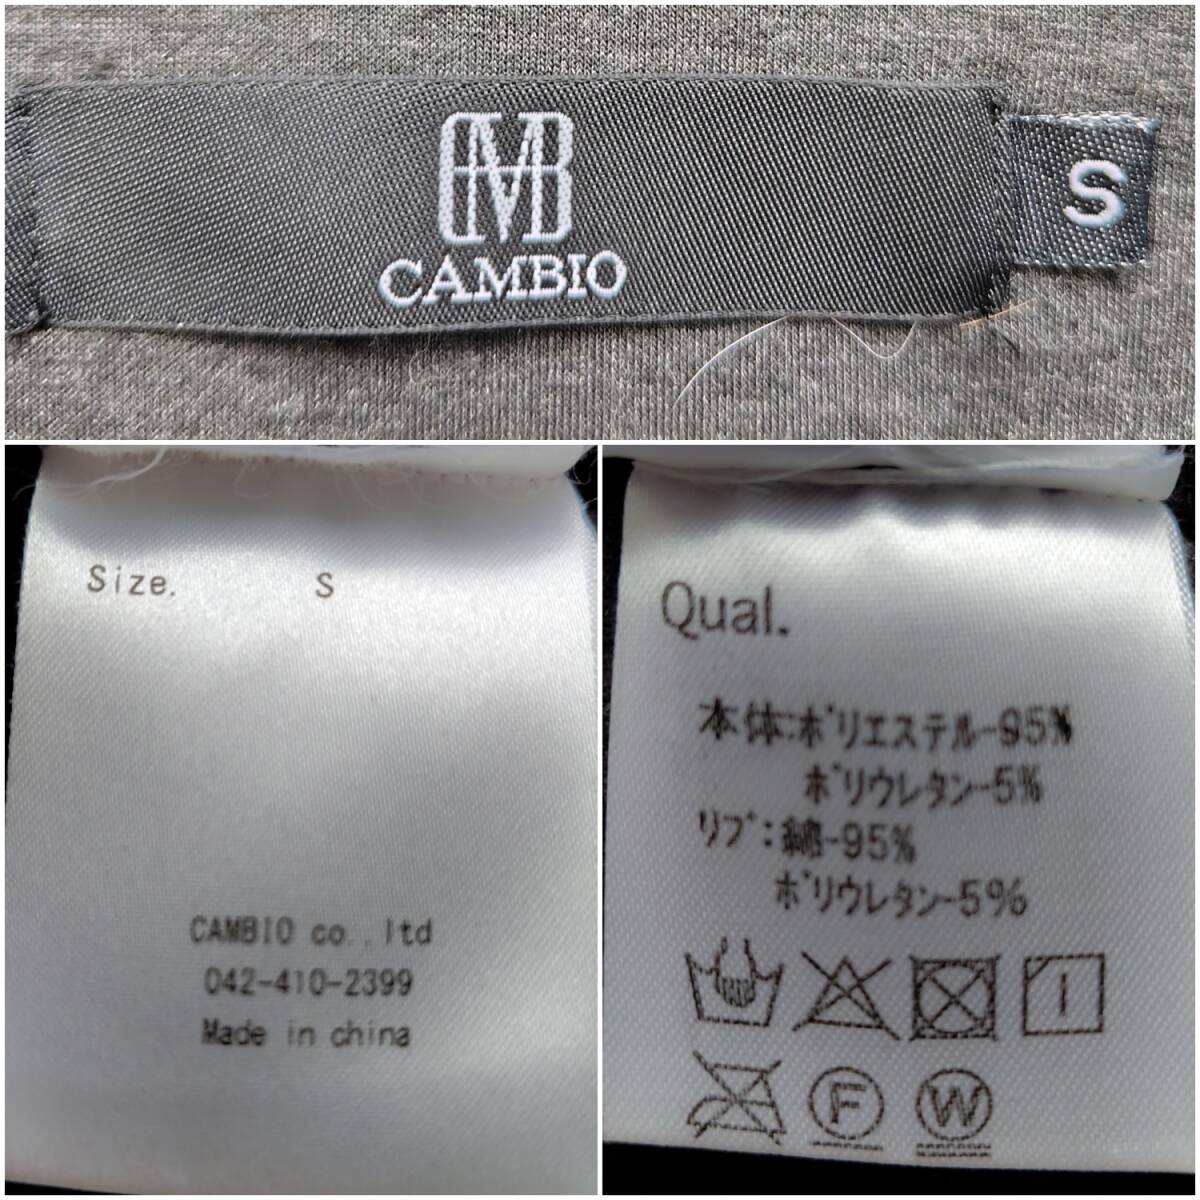 CAMBIO
S
Size. S
CAMBIO co., ltd
042-410-2399
Made in china
Qual.
本体:ポリエステル-95%
ポリウレタン-5%
リブ:綿-95%
ポリウレタン-5%
F
W